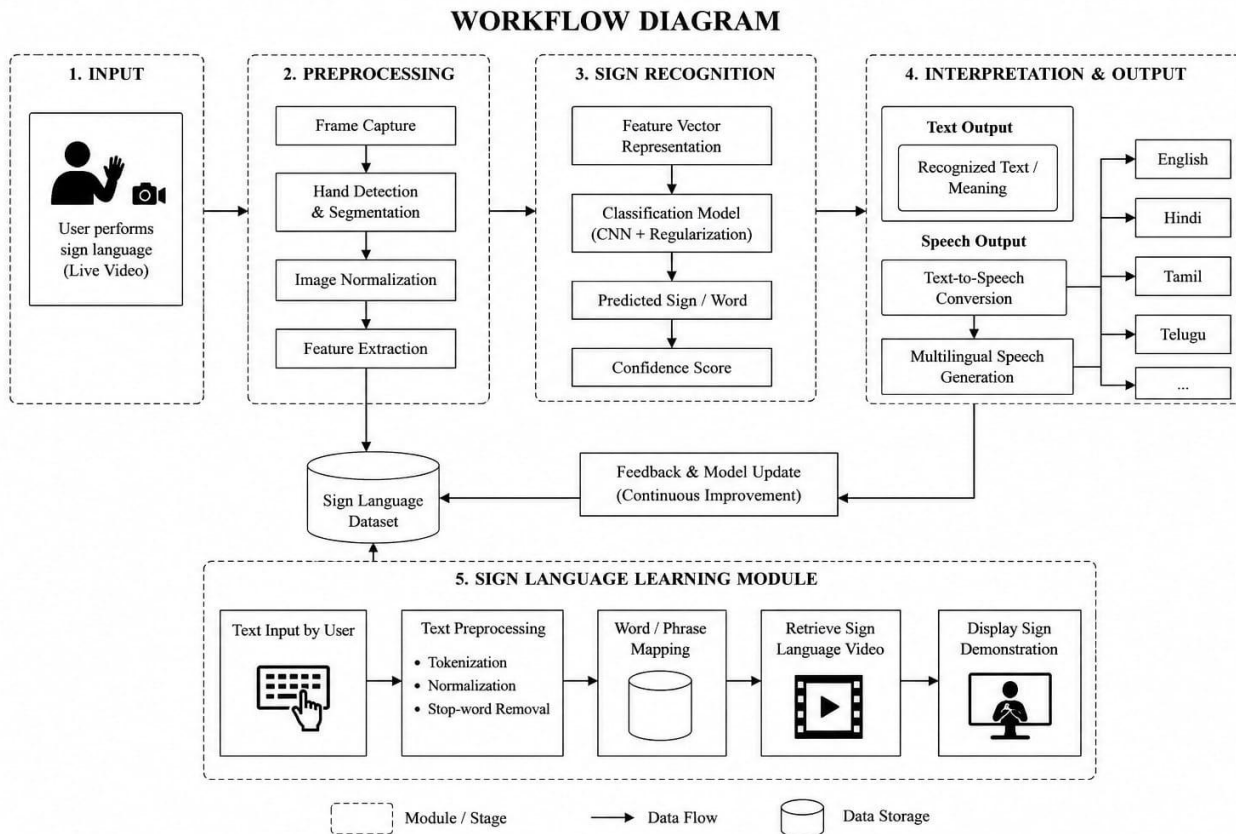 WORKFLOW DIAGRAM
1. INPUT
User performs
sign language
(Live Video)
2. PREPROCESSING
Frame Capture
Hand Detection
& Segmentation
Image Normalization
Feature Extraction
3. SIGN RECOGNITION
Feature Vector
Representation
Classification Model
(CNN + Regularization)
Predicted Sign / Word
Confidence Score
4. INTERPRETATION & OUTPUT
Text Output
Recognized Text /
Meaning
Speech Output
Text-to-Speech
Conversion
Multilingual Speech
Generation
English
Hindi
Tamil
Telugu
...
Sign Language
Dataset
Feedback & Model Update
(Continuous Improvement)
5. SIGN LANGUAGE LEARNING MODULE
Text Input by User
Text Preprocessing
• Tokenization
• Normalization
• Stop-word Removal
Word / Phrase
Mapping
Retrieve Sign
Language Video
Display Sign
Demonstration
Module / Stage
Data Flow
Data Storage